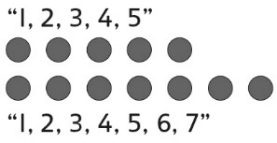 “1, 2, 3, 4, 5”
“1, 2, 3, 4, 5, 6, 7”